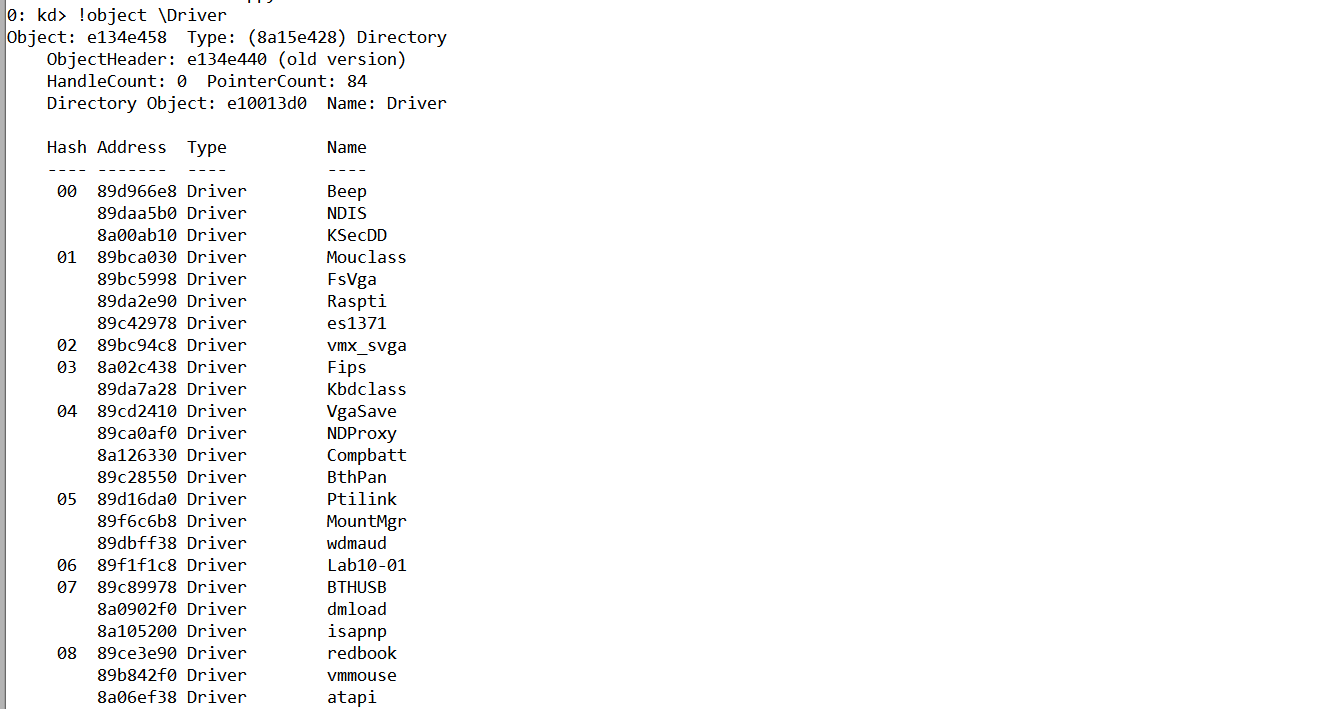 0: kd> !object \Driver
Object: e134e458  Type: (8a15e428) Directory
    ObjectHeader: e134e440 (old version)
    HandleCount: 0  PointerCount: 84
    Directory Object: e10013d0  Name: Driver

    Hash Address  Type          Name
    ---- -------  ----          ----
     00  89d966e8 Driver        Beep
         89daa5b0 Driver        NDIS
         8a00ab10 Driver        KSecDD
     01  89bca030 Driver        Mouclass
         89bc5998 Driver        FsVga
         89da2e90 Driver        Raspti
         89c42978 Driver        es1371
     02  89bc94c8 Driver        vmx_svga
     03  8a02c438 Driver        Fips
         89da7a28 Driver        Kbdclass
     04  89cd2410 Driver        VgaSave
         89ca0af0 Driver        NDProxy
         8a126330 Driver        Compbatt
         89c28550 Driver        BthPan
     05  89d16da0 Driver        Ptilink
         89f6c6b8 Driver        MountMgr
         89dbff38 Driver        wdmaud
     06  89f1f1c8 Driver        Lab10-01
     07  89c89978 Driver        BTHUSB
         8a0902f0 Driver        dmload
         8a105200 Driver        isapnp
     08  89ce3e90 Driver        redbook
         89b842f0 Driver        vmmouse
         8a06ef38 Driver        atapi